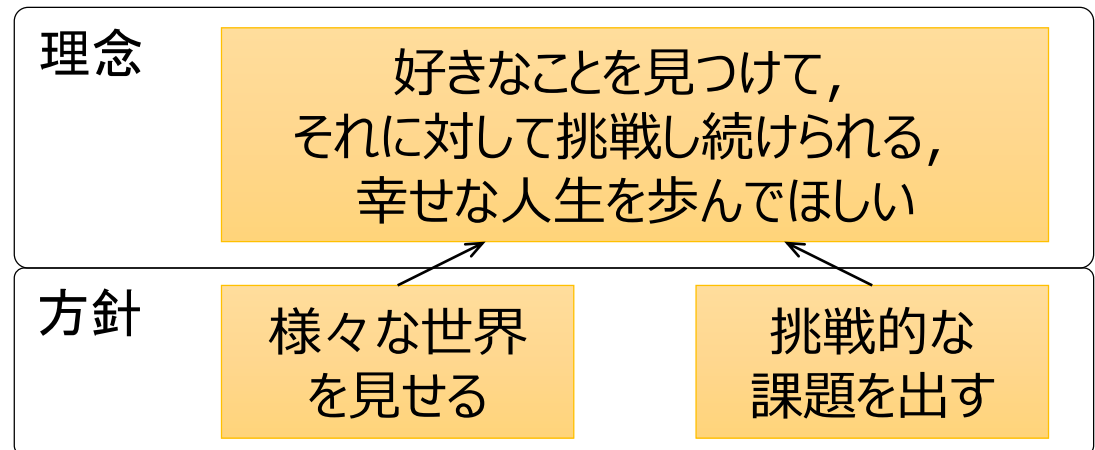 理念
好きなことを見つけて,
それに対して挑戦し続けられる,
幸せな人生を歩んでほしい
方針
様々な世界
を見せる
挑戦的な
課題を出す